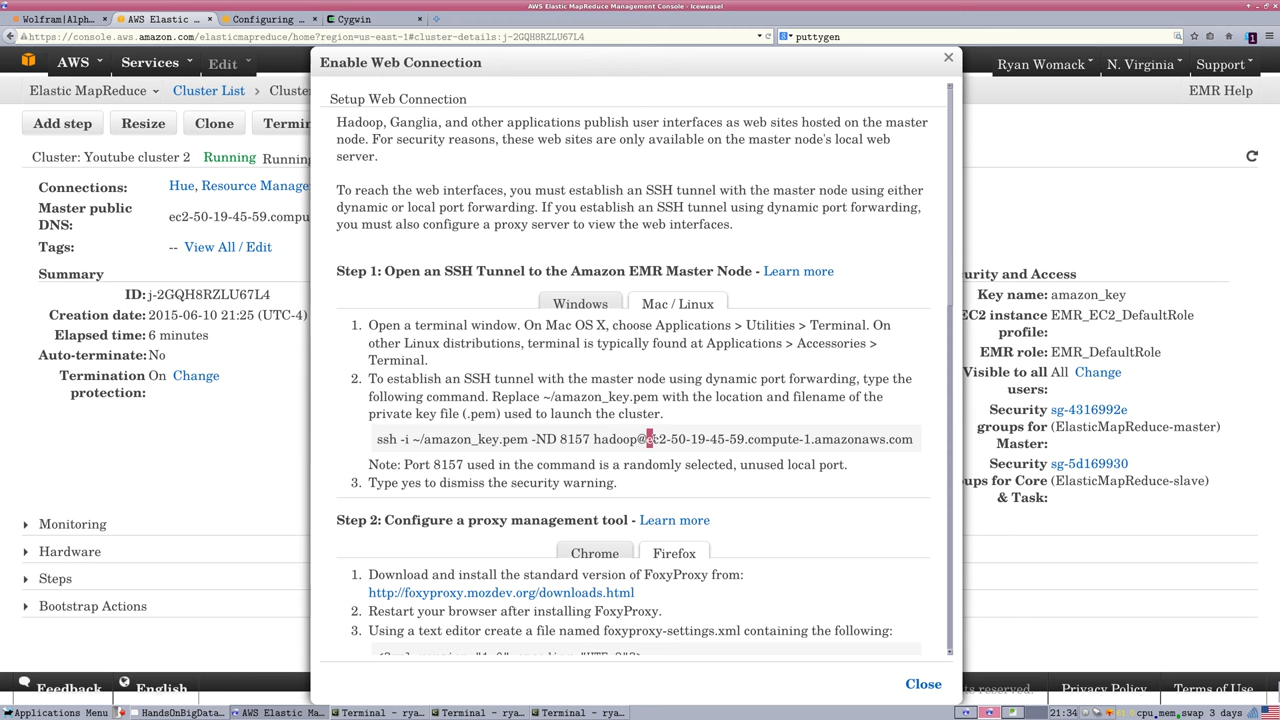 AWS Elastic MapReduce Management Console - Iceweasel
Wolfram|Alph...
AWS Elastic ...
Configuring ...
Cygwin
https://console.aws.amazon.com/elasticmapreduce/home?region=us-east-1#cluster-details:j-2GQH8RZLU67L4
puttygen
AWS
Services
Edit
Ryan Womack
N. Virginia
Support
Elastic MapReduce
Cluster List
Cluste
EMR Help
Add step
Resize
Clone
Termin
Cluster: Youtube cluster 2 Running Running
Connections: Hue, Resource Manage
Master public DNS: ec2-50-19-45-59.compu
Tags: -- View All / Edit
Summary
ID: j-2GQH8RZLU67L4
Creation date: 2015-06-10 21:25 (UTC-4)
Elapsed time: 6 minutes
Auto-terminate: No
Termination protection: On Change
Monitoring
Hardware
Steps
Bootstrap Actions
Enable Web Connection
Setup Web Connection
Hadoop, Ganglia, and other applications publish user interfaces as web sites hosted on the master
node. For security reasons, these web sites are only available on the master node's local web
server.
To reach the web interfaces, you must establish an SSH tunnel with the master node using either
dynamic or local port forwarding. If you establish an SSH tunnel using dynamic port forwarding,
you must also configure a proxy server to view the web interfaces.
Step 1: Open an SSH Tunnel to the Amazon EMR Master Node - Learn more
Windows
Mac / Linux
1. Open a terminal window. On Mac OS X, choose Applications > Utilities > Terminal. On
other Linux distributions, terminal is typically found at Applications > Accessories >
Terminal.
2. To establish an SSH tunnel with the master node using dynamic port forwarding, type the
following command. Replace ~/amazon_key.pem with the location and filename of the
private key file (.pem) used to launch the cluster.
ssh -i ~/amazon_key.pem -ND 8157 hadoop@ec2-50-19-45-59.compute-1.amazonaws.com
Note: Port 8157 used in the command is a randomly selected, unused local port.
3. Type yes to dismiss the security warning.
Step 2: Configure a proxy management tool - Learn more
Chrome
Firefox
1. Download and install the standard version of FoxyProxy from:
http://foxyproxy.mozdev.org/downloads.html
2. Restart your browser after installing FoxyProxy.
3. Using a text editor create a file named foxyproxy-settings.xml containing the following:
Close
urity and Access
Key name: amazon_key
EC2 instance profile: EMR_EC2_DefaultRole
EMR role: EMR_DefaultRole
Visible to all users: All Change
Security sg-4316992e
groups for (ElasticMapReduce-master)
Master:
Security sg-5d169930
ups for Core (ElasticMapReduce-slave)
& Task:
Feedback
English
s reserved.
Privacy Policy
Terms of Use
Applications Menu
HandsOnBigData...
AWS Elastic Ma...
Terminal - rya...
Terminal - rya...
Terminal - rya...
21:34
cpu
mem
swap
3 days